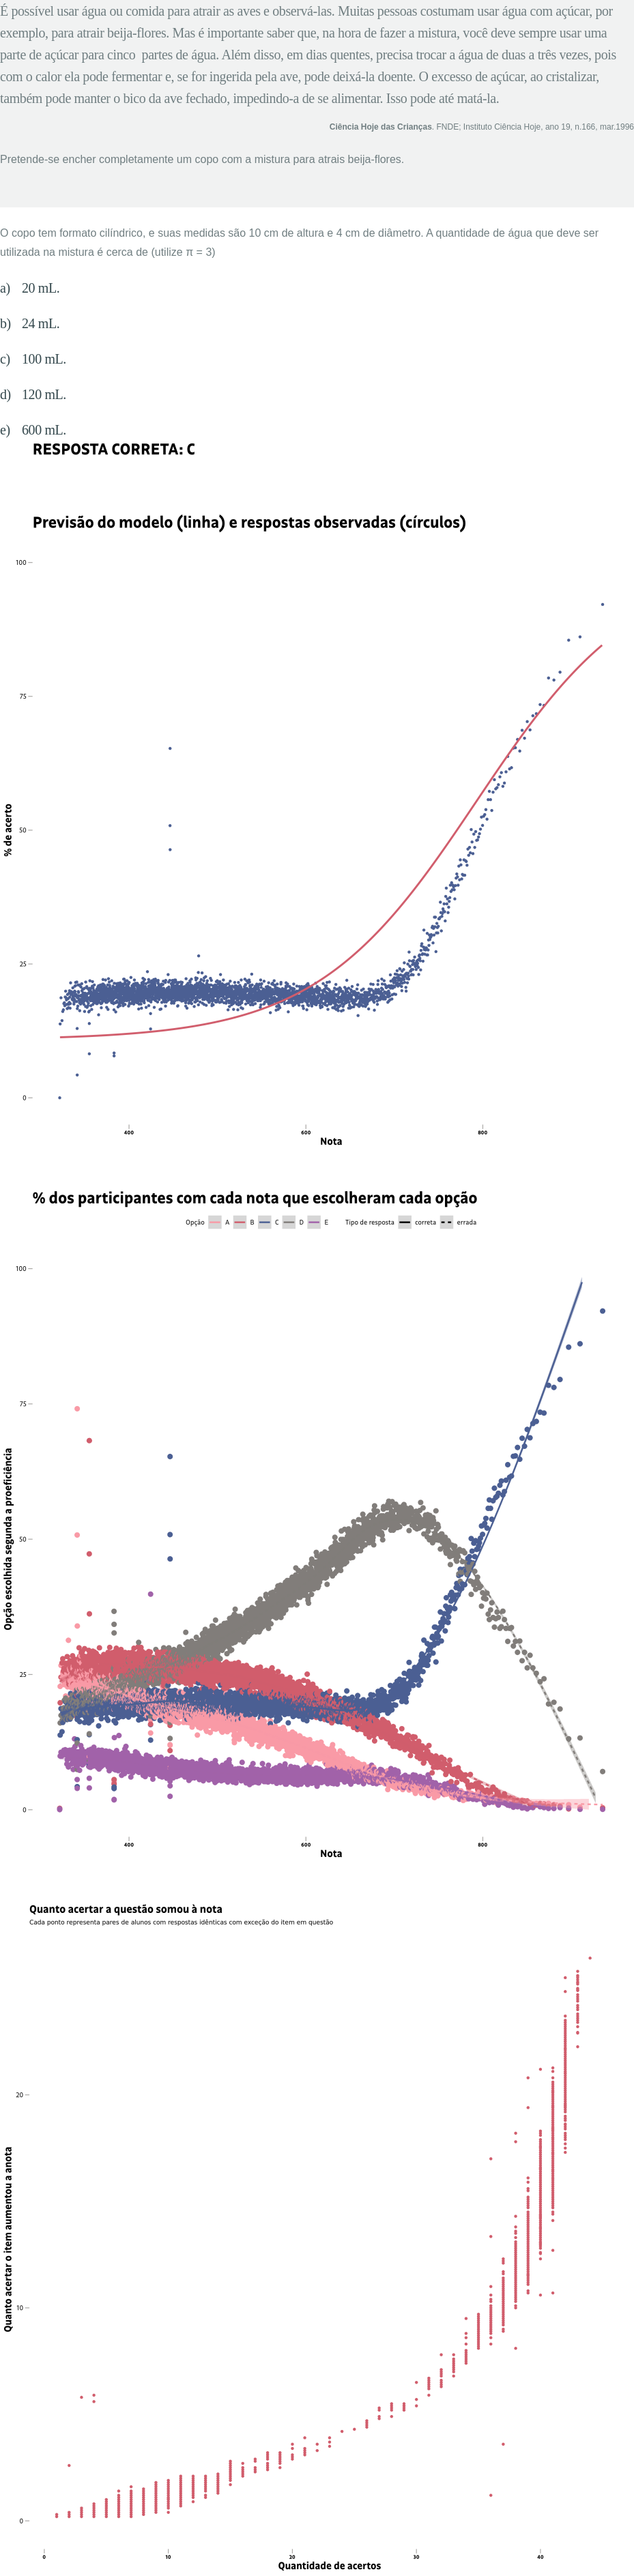 É possível usar água ou comida para atrair as aves e observá-las. Muitas pessoas costumam usar água com açúcar, por
exemplo, para atrair beija-flores. Mas é importante saber que, na hora de fazer a mistura, você deve sempre usar uma
parte de açúcar para cinco partes de água. Além disso, em dias quentes, precisa trocar a água de duas a três vezes, pois
com o calor ela pode fermentar e, se for ingerida pela ave, pode deixá-la doente. O excesso de açúcar, ao cristalizar,
também pode manter o bico da ave fechado, impedindo-a de se alimentar. Isso pode até matá-la.
Ciência Hoje das Crianças. FNDE; Instituto Ciência Hoje, ano 19, n.166, mar.1996
Pretende-se encher completamente um copo com a mistura para atrais beija-flores.
O copo tem formato cilíndrico, e suas medidas são 10 cm de altura e 4 cm de diâmetro. A quantidade de água que deve ser
utilizada na mistura é cerca de (utilize π = 3)
a) 20 mL.
b) 24 mL.
c) 100 mL.
d) 120 mL.
e) 600 mL.
RESPOSTA CORRETA: C
Previsão do modelo (linha) e respostas observadas (círculos)
100
75
50
25
0
% de acerto
400 600 800
Nota
% dos participantes com cada nota que escolheram cada opção
Opção A B C D E Tipo de resposta correta errada
100
75
50
25
0
Opção escolhida segunda a proeficiência
400 600 800
Nota
Quanto acertar a questão somou à nota
Cada ponto representa pares de alunos com respostas idênticas com exceção do item em questão
20
10
0
Quanto acertar o item aumentou a anota
0 10 20 30 40
Quantidade de acertos